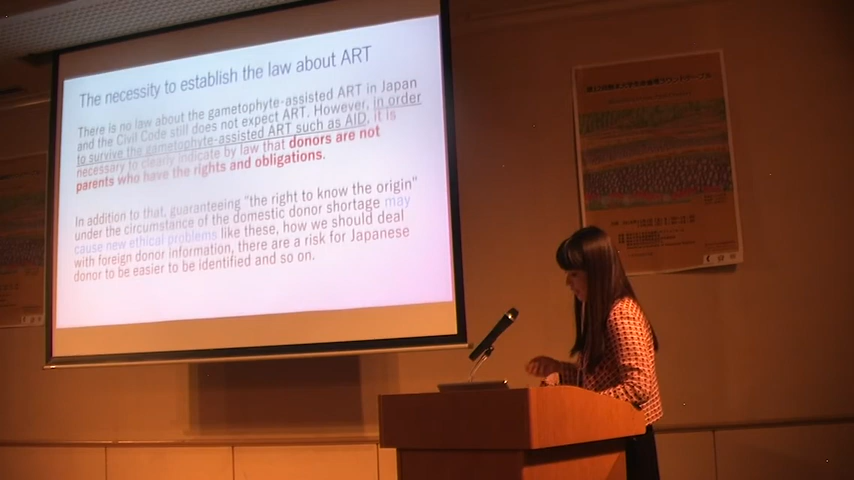 The necessity to establish the law about ART
There is no law about the gametophyte-assisted ART in Japan
and the Civil Code still does not expect ART. However, in order
to survive the gametophyte-assisted ART such as AID, it is
necessary to clearly indicate by law that donors are not
parents who have the rights and obligations.
In addition to that, guaranteeing "the right to know the origin"
under the circumstance of the domestic donor shortage may
cause new ethical problems like these, how we should deal
with foreign donor information, there are a risk for Japanese
donor to be easier to be identified and so on.